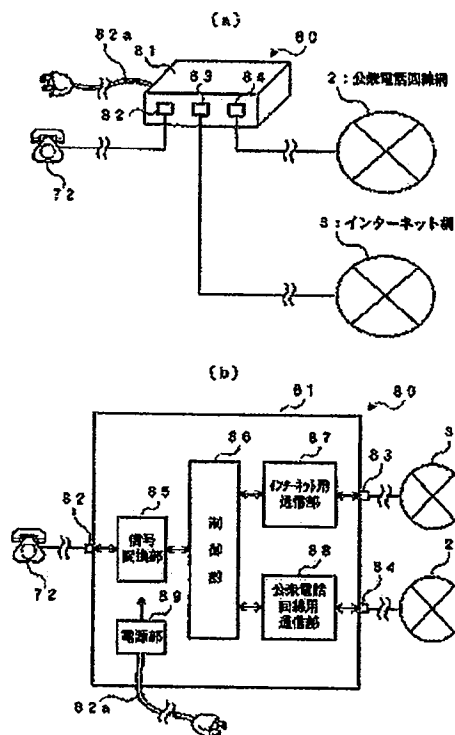 (a)
82a
81
80
83
84
82
2:公衆電話回線網
72
3:インターネット網
(b)
81
80
86
87
83
3
82
85
インターネット用
通信部
信号
変換部
制
御
部
88
84
2
公衆電話
回線用
通信部
72
89
電源部
82a